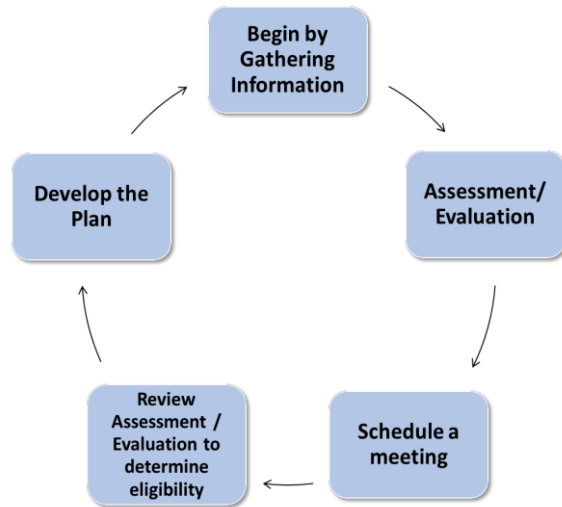 Begin by
Gathering
Information
Assessment/
Evaluation
Schedule a
meeting
Review
Assessment /
Evaluation to
determine
eligibility
Develop the
Plan